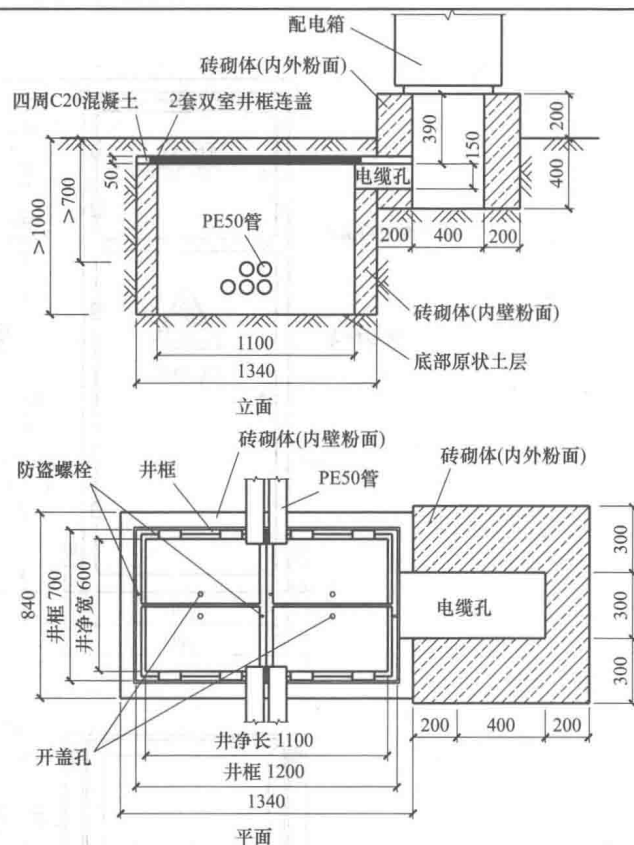 配电箱
砖砌体(内外粉面)
四周C20混凝土
2套双室井框连盖
200
390
150
400
50
电缆孔
>700
>1000
PE50管
200
400
200
砖砌体(内壁粉面)
1100
底部原状土层
1340
立面
砖砌体(内壁粉面)
砖砌体(内外粉面)
防盗螺栓
井框
PE50管
300
840
井框 700
井净宽 600
电缆孔
300
300
200
400
200
开盖孔
井净长 1100
井框 1200
1340
平面